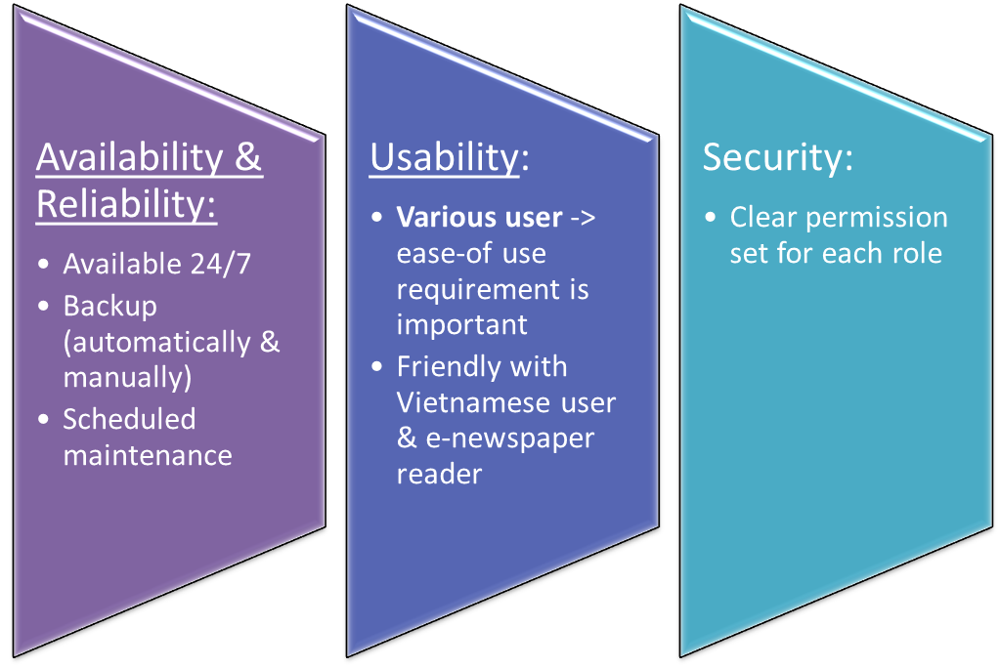 Availability &
Reliability:
• Available 24/7
• Backup
(automatically &
manually)
• Scheduled
maintenance
Usability:
• Various user ->
ease-of use
requirement is
important
• Friendly with
Vietnamese user
& e-newspaper
reader
Security:
• Clear permission
set for each role